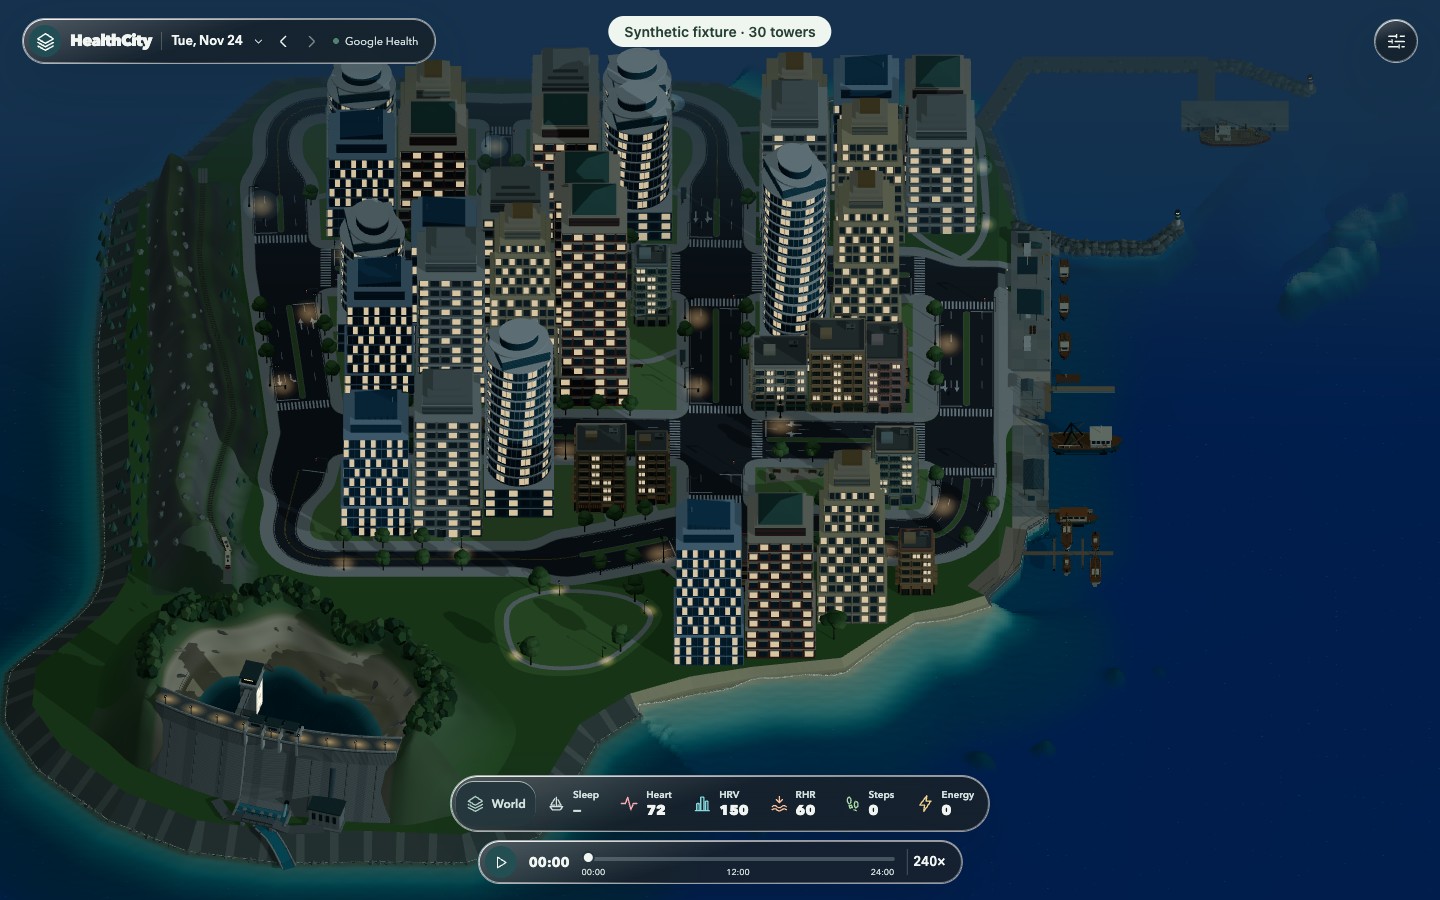 HealthCity
Tue, Nov 24
Google Health
Synthetic fixture · 30 towers
World
Sleep
–
Heart
72
HRV
150
RHR
60
Steps
0
Energy
0
00:00
00:00
12:00
24:00
240×